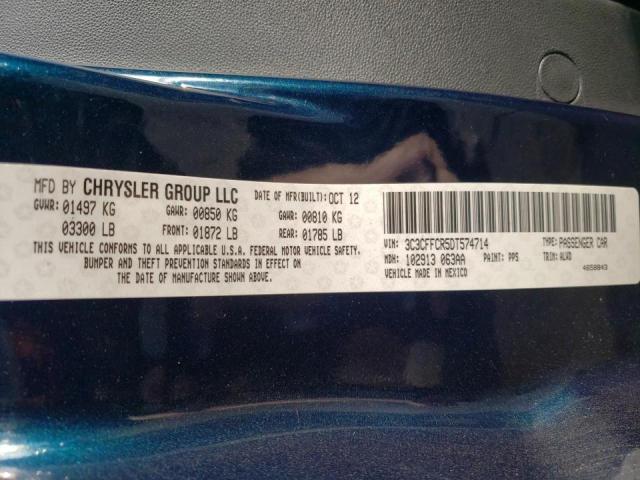 MFD BY CHRYSLER GROUP LLC DATE OF MFR(BUILT): OCT 12
GVWR: 01497 KG GAWR: 00850 KG GAWR: 00810 KG
03300 LB FRONT: 01872 LB REAR: 01785 LB
THIS VEHICLE CONFORMS TO ALL APPLICABLE U.S.A. FEDERAL MOTOR VEHICLE SAFETY,
BUMPER AND THEFT PREVENTION STANDARDS IN EFFECT ON
THE DATE OF MANUFACTURE SHOWN ABOVE.
VIN: 3C3CFFCR5DT574714 TYPE: PASSENGER CAR
MDH: 102913 063AA PAINT: PPS TRIM: ALWD
VEHICLE MADE IN MEXICO 4658843